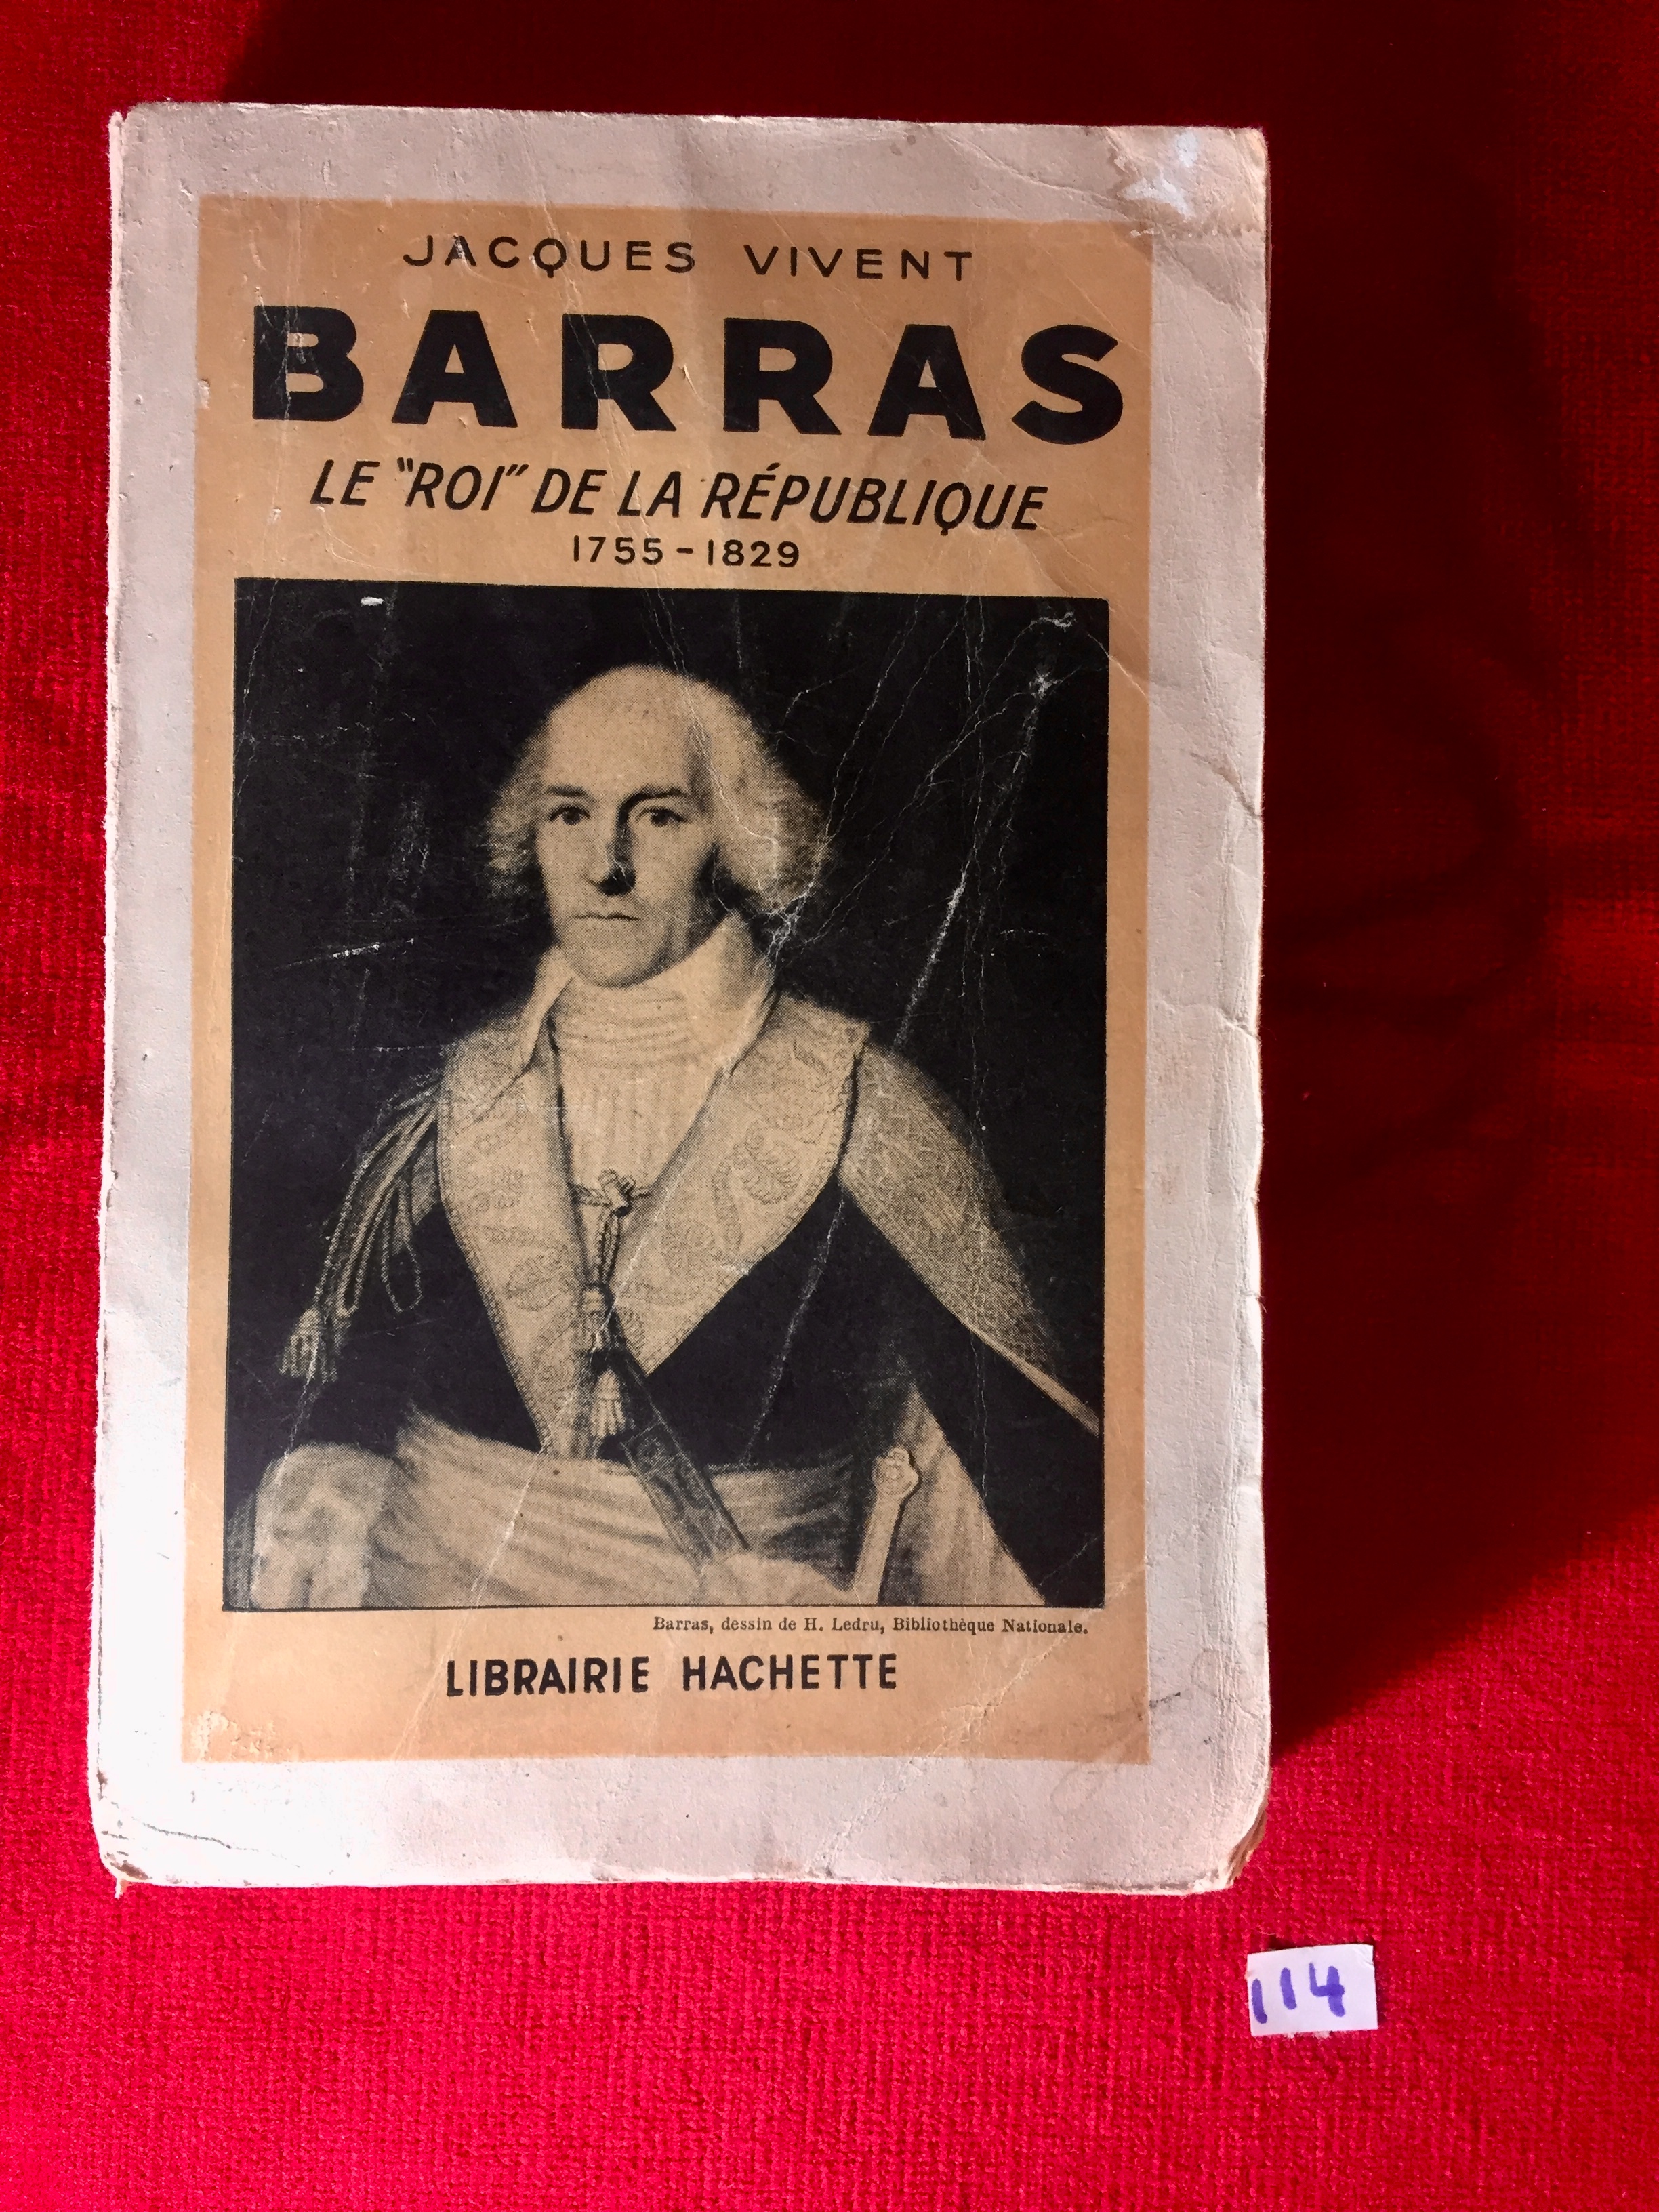 JACQUES VIVENT
BARRAS
LE "ROI" DE LA RÉPUBLIQUE
1755-1829
Barras, dessin de H. Ledru, Bibliothèque Nationale.
LIBRAIRIE HACHETTE
114